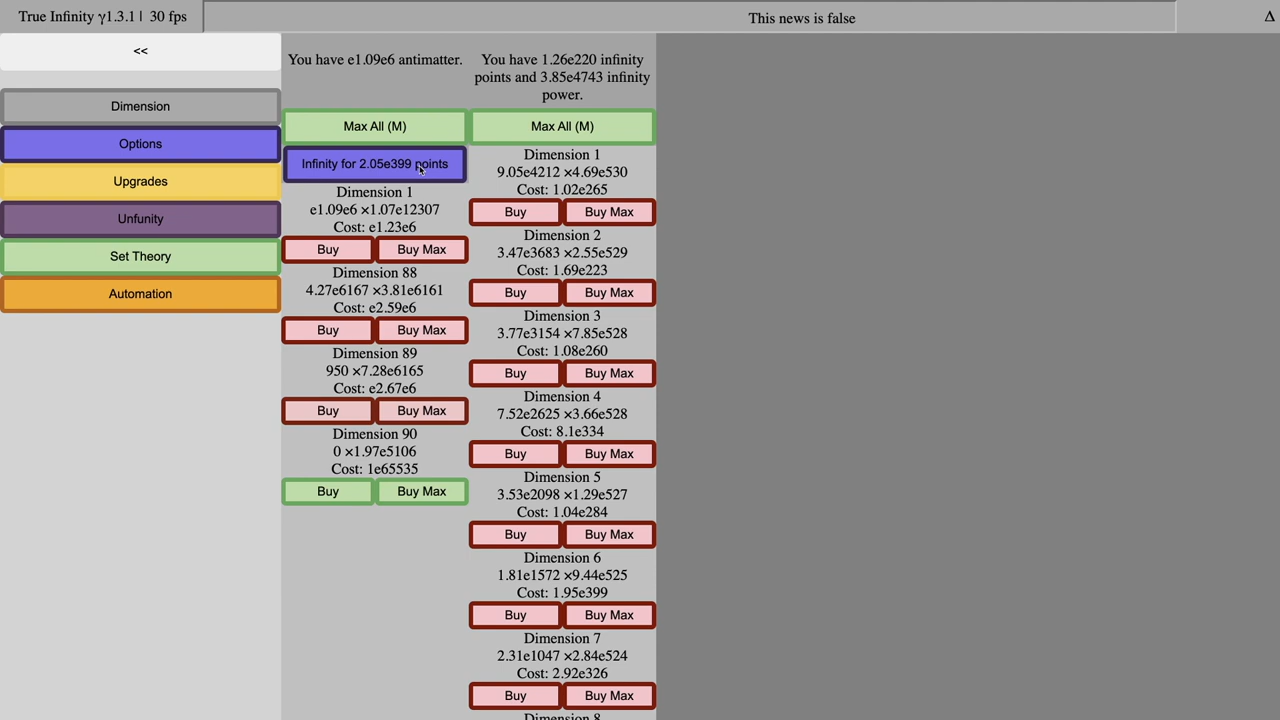 True Infinity γ1.3.1 | 30 fps
This news is false
Δ
<<
Dimension
Options
Upgrades
Unfunity
Set Theory
Automation
You have e1.09e6 antimatter.
Max All (M)
Infinity for 2.05e399 points
Dimension 1
e1.09e6 ×1.07e12307
Cost: e1.23e6
Buy
Buy Max
Dimension 88
4.27e6167 ×3.81e6161
Cost: e2.59e6
Buy
Buy Max
Dimension 89
950 ×7.28e6165
Cost: e2.67e6
Buy
Buy Max
Dimension 90
0 ×1.97e5106
Cost: 1e65535
Buy
Buy Max
You have 1.26e220 infinity
points and 3.85e4743 infinity
power.
Max All (M)
Dimension 1
9.05e4212 ×4.69e530
Cost: 1.02e265
Buy
Buy Max
Dimension 2
3.47e3683 ×2.55e529
Cost: 1.69e223
Buy
Buy Max
Dimension 3
3.77e3154 ×7.85e528
Cost: 1.08e260
Buy
Buy Max
Dimension 4
7.52e2625 ×3.66e528
Cost: 8.1e334
Buy
Buy Max
Dimension 5
3.53e2098 ×1.29e527
Cost: 1.04e284
Buy
Buy Max
Dimension 6
1.81e1572 ×9.44e525
Cost: 1.95e399
Buy
Buy Max
Dimension 7
2.31e1047 ×2.84e524
Cost: 2.92e326
Buy
Buy Max
Dimension 8